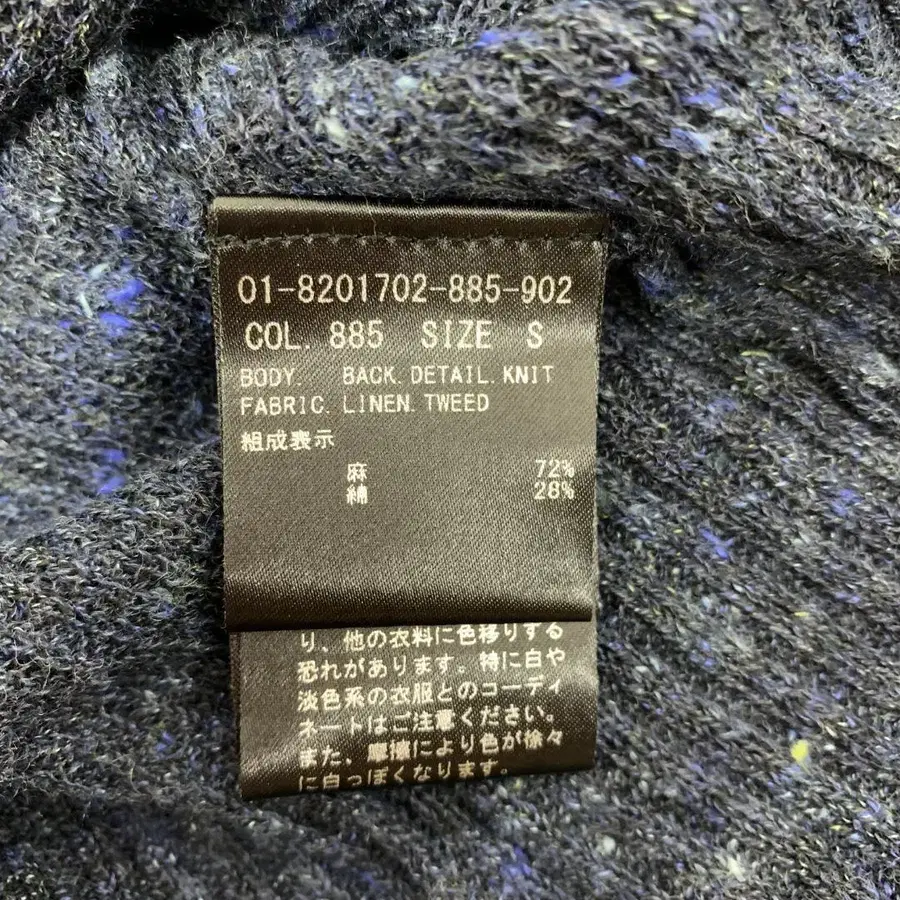 01-8201702-885-902
COL. 885 SIZE S
BODY. BACK. DETAIL. KNIT
FABRIC. LINEN. TWEED
組成表示
麻 72%
綿 28%
り、他の衣料に色移りする
恐れがあります。特に白や
淡色系の衣服とのコーディ
ネートはご注意ください。
また、摩擦により色が徐々
に白っぽくなります。